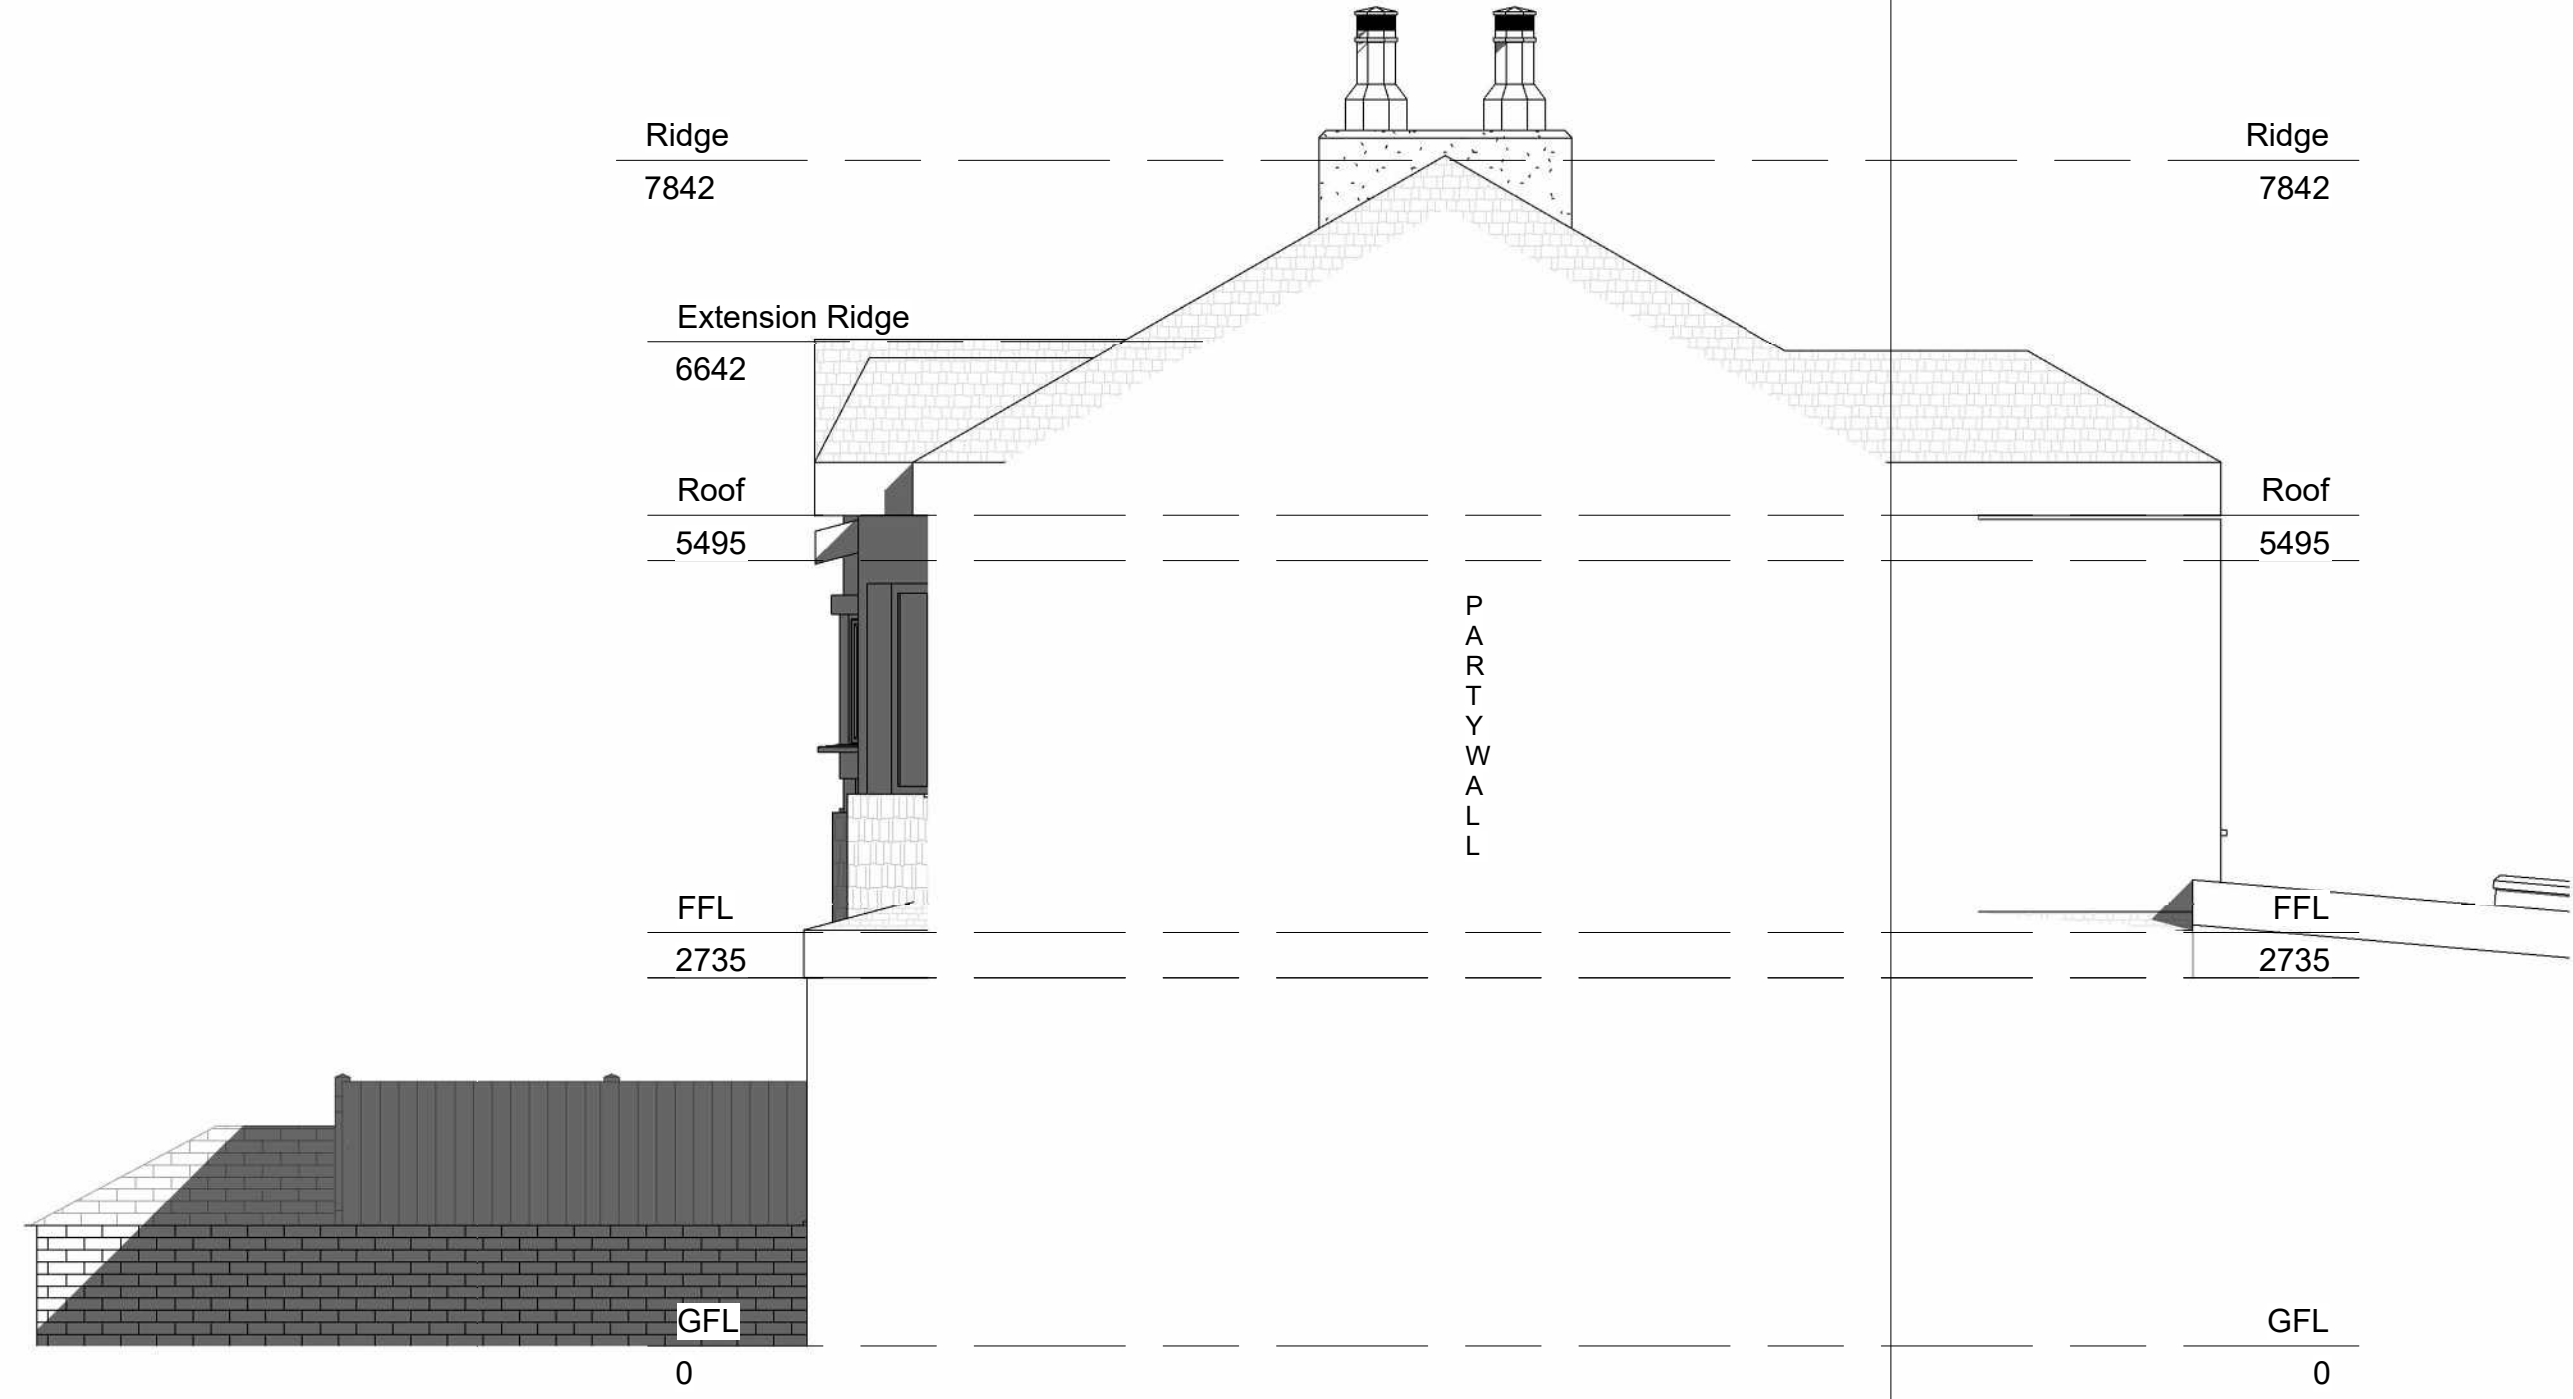 Ridge
Ridge
7842
7842
Extension Ridge
6642
Roof
Roof
5495
5495
P
A
R
T
Y
W
A
L
L
FFL
FFL
2735
2735
GFL
GFL
0
0